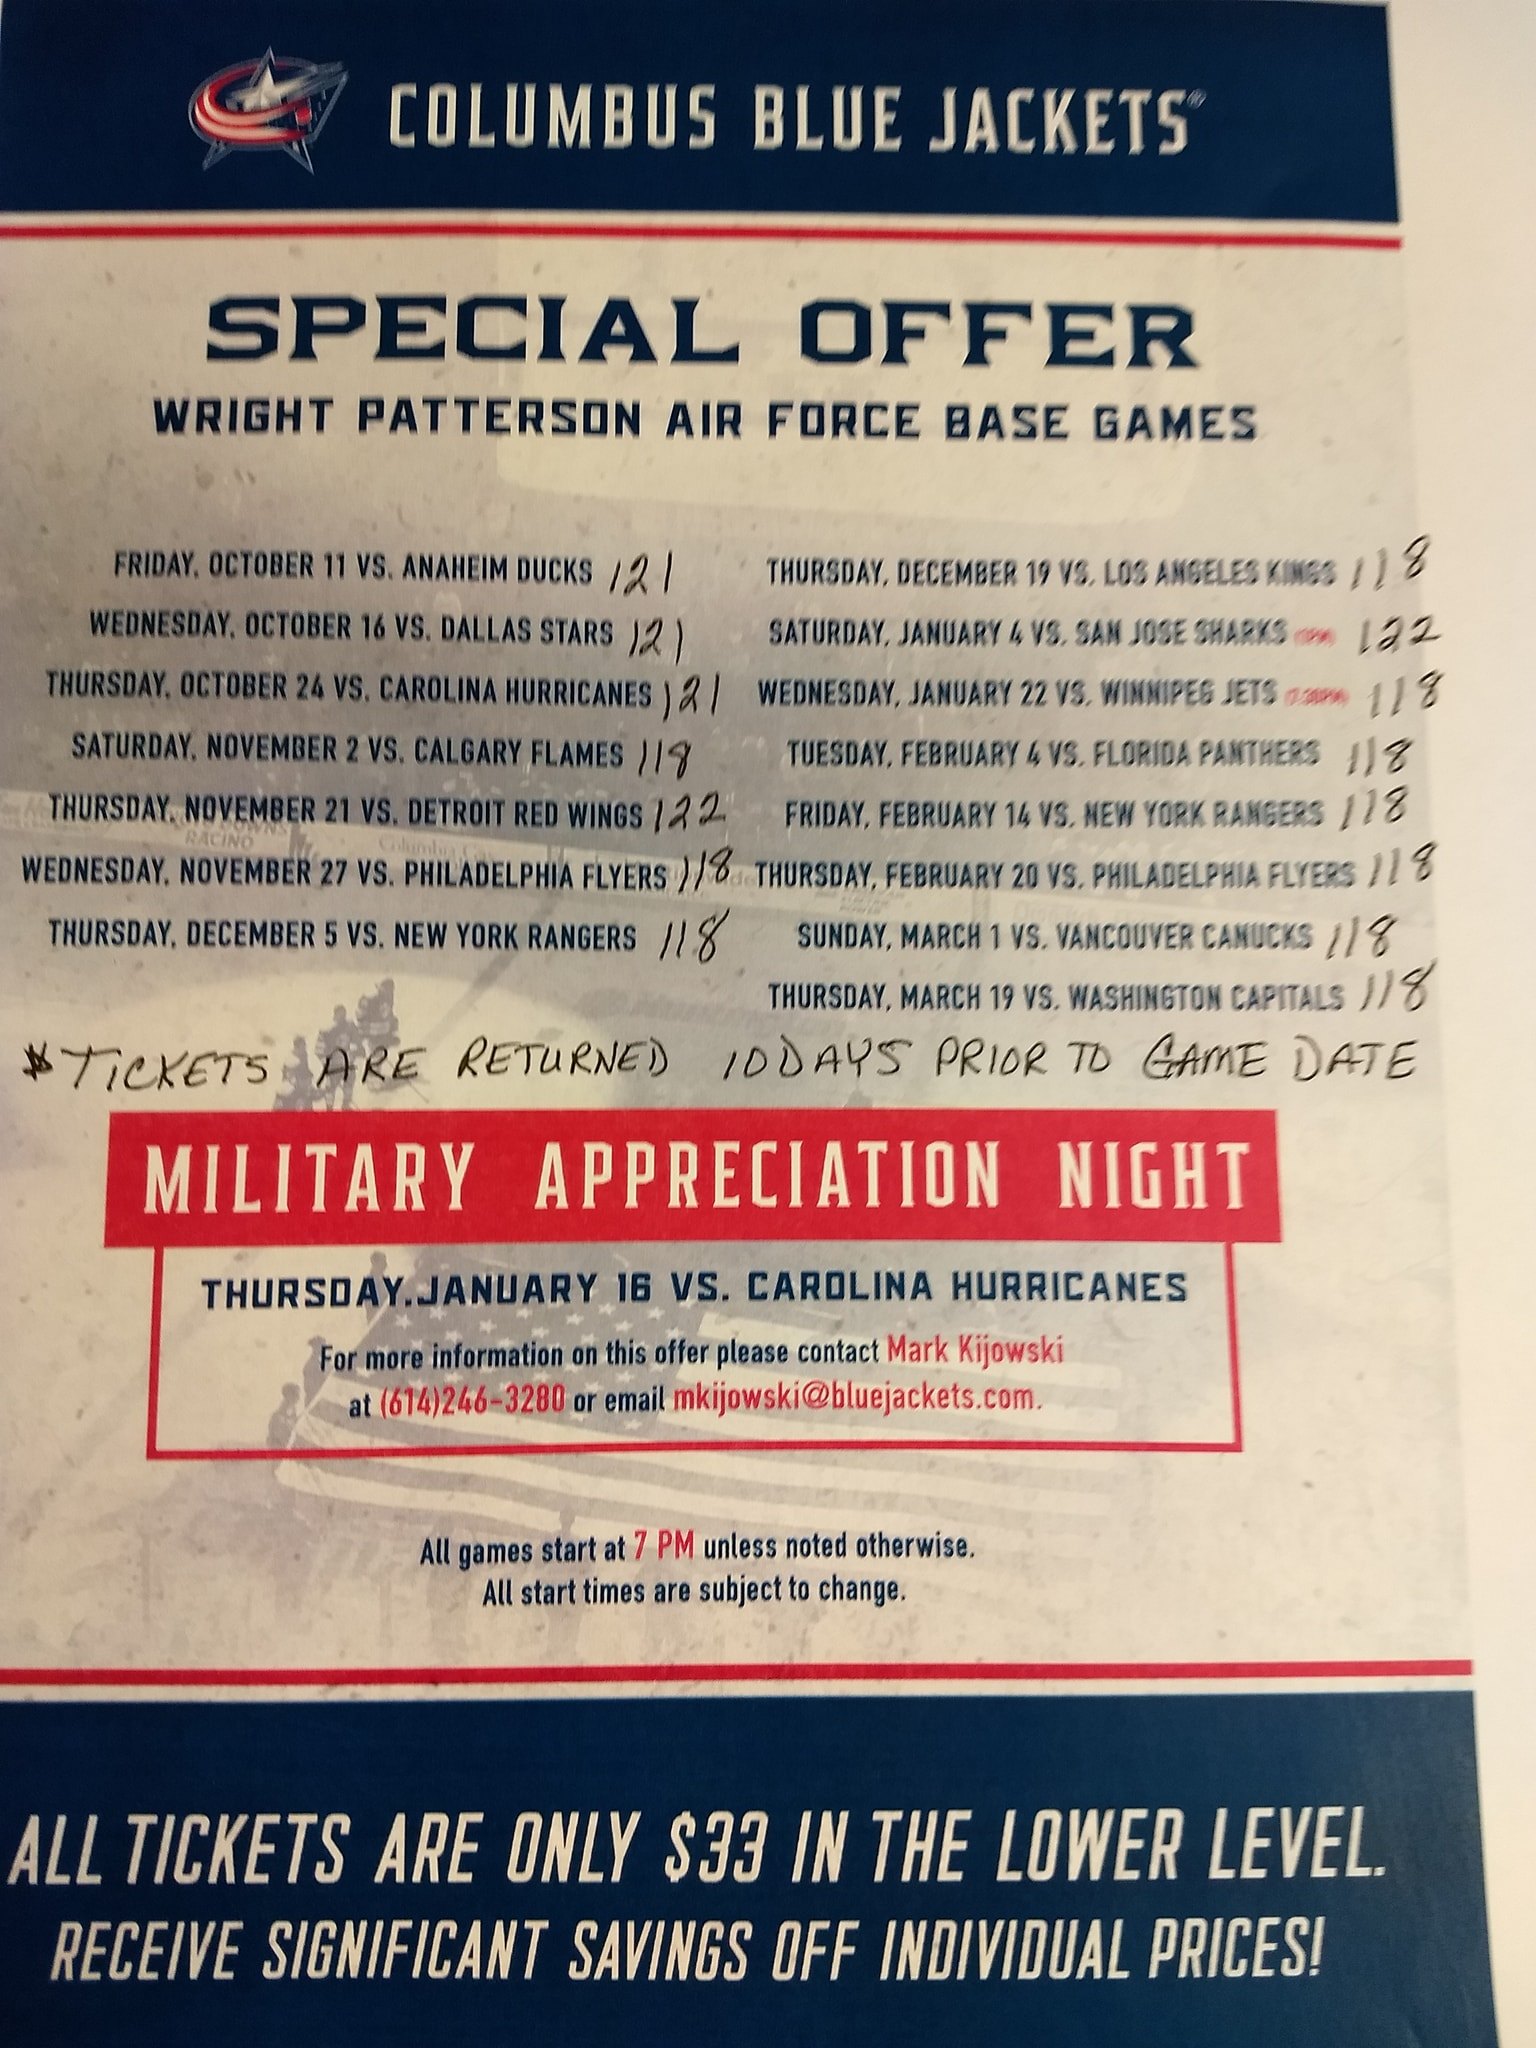 COLUMBUS BLUE JACKETS®
SPECIAL OFFER
WRIGHT PATTERSON AIR FORCE BASE GAMES
FRIDAY, OCTOBER 11 VS. ANAHEIM DUCKS 121
WEDNESDAY, OCTOBER 16 VS. DALLAS STARS 121
THURSDAY, OCTOBER 24 VS. CAROLINA HURRICANES 121
SATURDAY, NOVEMBER 2 VS. CALGARY FLAMES 118
THURSDAY, NOVEMBER 21 VS. DETROIT RED WINGS 122
WEDNESDAY, NOVEMBER 27 VS. PHILADELPHIA FLYERS 118
THURSDAY, DECEMBER 5 VS. NEW YORK RANGERS 118
THURSDAY, DECEMBER 19 VS. LOS ANGELES KINGS 118
SATURDAY, JANUARY 4 VS. SAN JOSE SHARKS 122
WEDNESDAY, JANUARY 22 VS. WINNIPEG JETS (7:30PM) 118
TUESDAY, FEBRUARY 4 VS. FLORIDA PANTHERS 118
FRIDAY, FEBRUARY 14 VS. NEW YORK RANGERS 118
THURSDAY, FEBRUARY 20 VS. PHILADELPHIA FLYERS 118
SUNDAY, MARCH 1 VS. VANCOUVER CANUCKS 118
THURSDAY, MARCH 19 VS. WASHINGTON CAPITALS 118
* TICKETS ARE RETURNED 10 DAYS PRIOR TO GAME DATE
MILITARY APPRECIATION NIGHT
THURSDAY, JANUARY 16 VS. CAROLINA HURRICANES
For more information on this offer please contact Mark Kijowski
at (614)246-3280 or email mkijowski@bluejackets.com.
All games start at 7 PM unless noted otherwise.
All start times are subject to change.
ALL TICKETS ARE ONLY $33 IN THE LOWER LEVEL.
RECEIVE SIGNIFICANT SAVINGS OFF INDIVIDUAL PRICES!